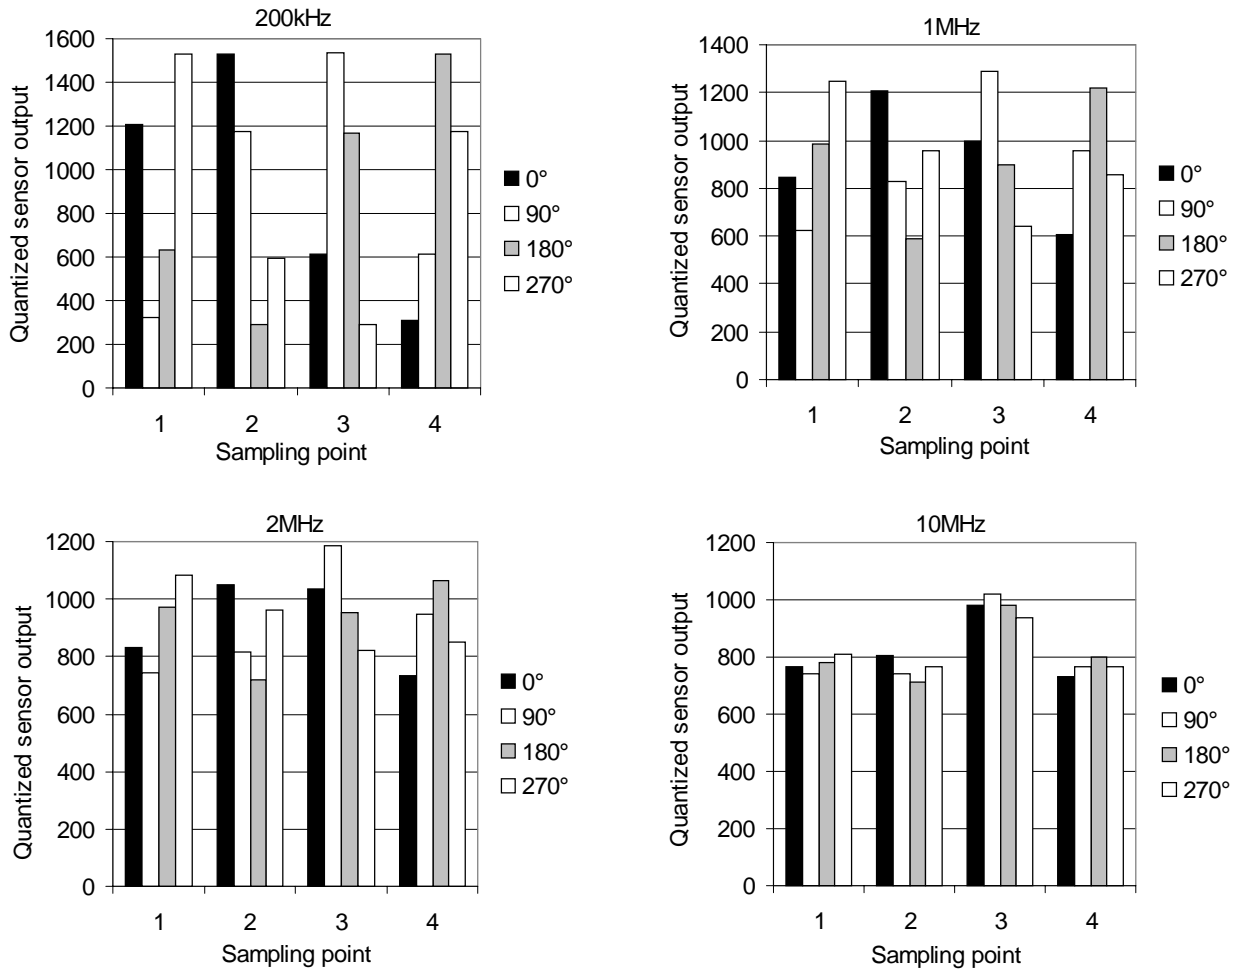 200kHz
Quantized sensor output
1600
1400
1200
1000
800
600
400
200
0
1 2 3 4
Sampling point
0°
90°
180°
270°
1MHz
Quantized sensor output
1400
1200
1000
800
600
400
200
0
1 2 3 4
Sampling point
0°
90°
180°
270°
2MHz
Quantized sensor output
1200
1000
800
600
400
200
0
1 2 3 4
Sampling point
0°
90°
180°
270°
10MHz
Quantized sensor output
1200
1000
800
600
400
200
0
1 2 3 4
Sampling point
0°
90°
180°
270°